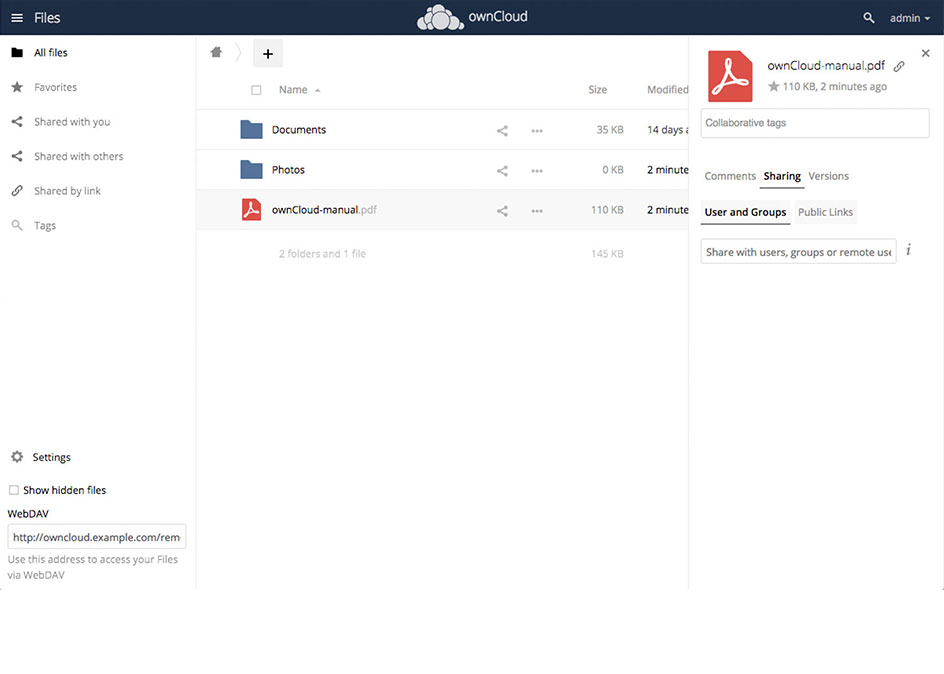 Files
ownCloud
admin
All files
Favorites
Shared with you
Shared with others
Shared by link
Tags
Settings
Show hidden files
WebDAV
http://owncloud.example.com/rem
Use this address to access your Files
via WebDAV
+
Name Size Modified
Documents 35 KB 14 days a
Photos 0 KB 2 minute
ownCloud-manual.pdf 110 KB 2 minute
2 folders and 1 file 145 KB
ownCloud-manual.pdf
110 KB, 2 minutes ago
Collaborative tags
Comments Sharing Versions
User and Groups Public Links
Share with users, groups or remote use
i